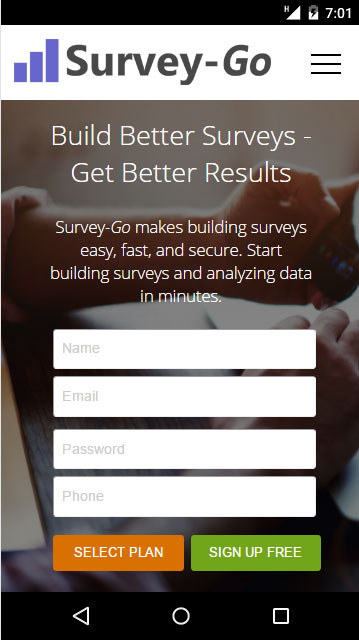 H 7:01
Survey-Go
Build Better Surveys -
Get Better Results
Survey-Go makes building surveys
easy, fast, and secure. Start
building surveys and analyzing data
in minutes.
Name
Email
Password
Phone
SELECT PLAN SIGN UP FREE